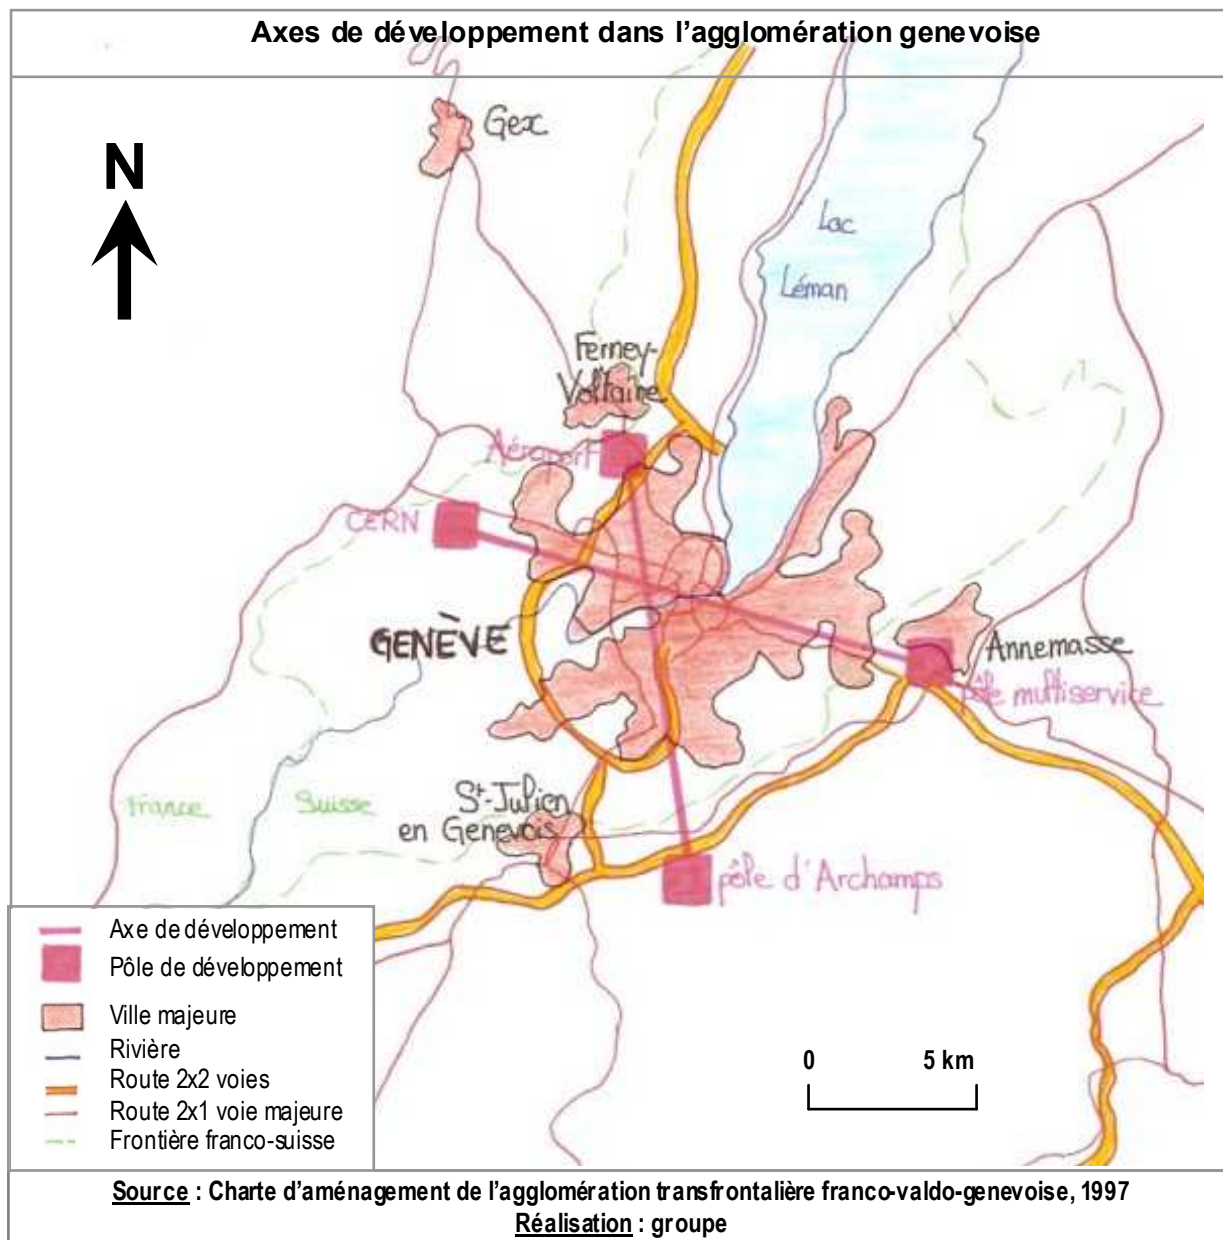 Axes de développement dans l'agglomération genevoise
Gex
N
Lac
Léman
Ferney-
Voltaire
Aéroport
CERN
GENÈVE
Annemasse
pôle multiservice
France
Suisse
St-Julien
en Genevois
pôle d'Archamps
Axe de développement
Pôle de développement
Ville majeure
Rivière
Route 2x2 voies
Route 2x1 voie majeure
Frontière franco-suisse
0 5 km
Source : Charte d'aménagement de l'agglomération transfrontalière franco-valdo-genevoise, 1997
Réalisation : groupe